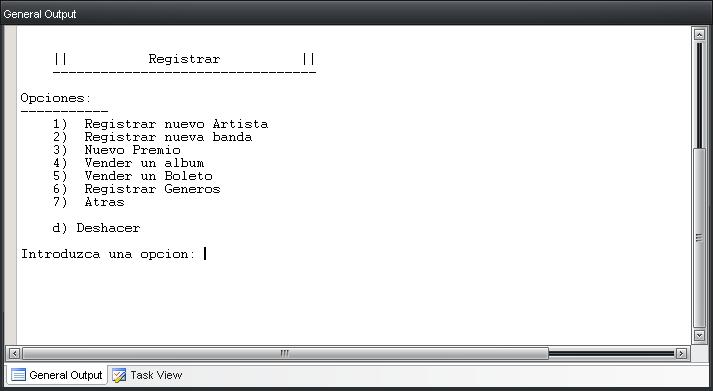 General Output
||          Registrar          ||
---------------------------------
Opciones:
-----------
1)  Registrar nuevo Artista
2)  Registrar nueva banda
3)  Nuevo Premio
4)  Vender un album
5)  Vender un Boleto
6)  Registrar Generos
7)  Atras
d) Deshacer
Introduzca una opcion:
General Output Task View